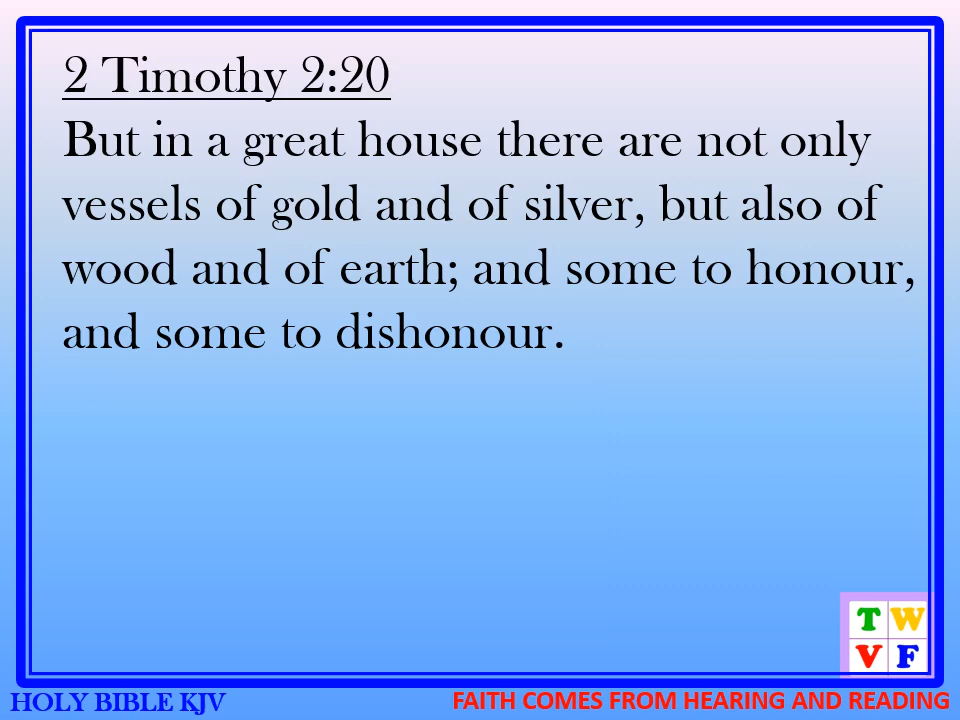 2 Timothy 2:20
But in a great house there are not only
vessels of gold and of silver, but also of
wood and of earth; and some to honour,
and some to dishonour.
T W
V F
HOLY BIBLE KJV
FAITH COMES FROM HEARING AND READING